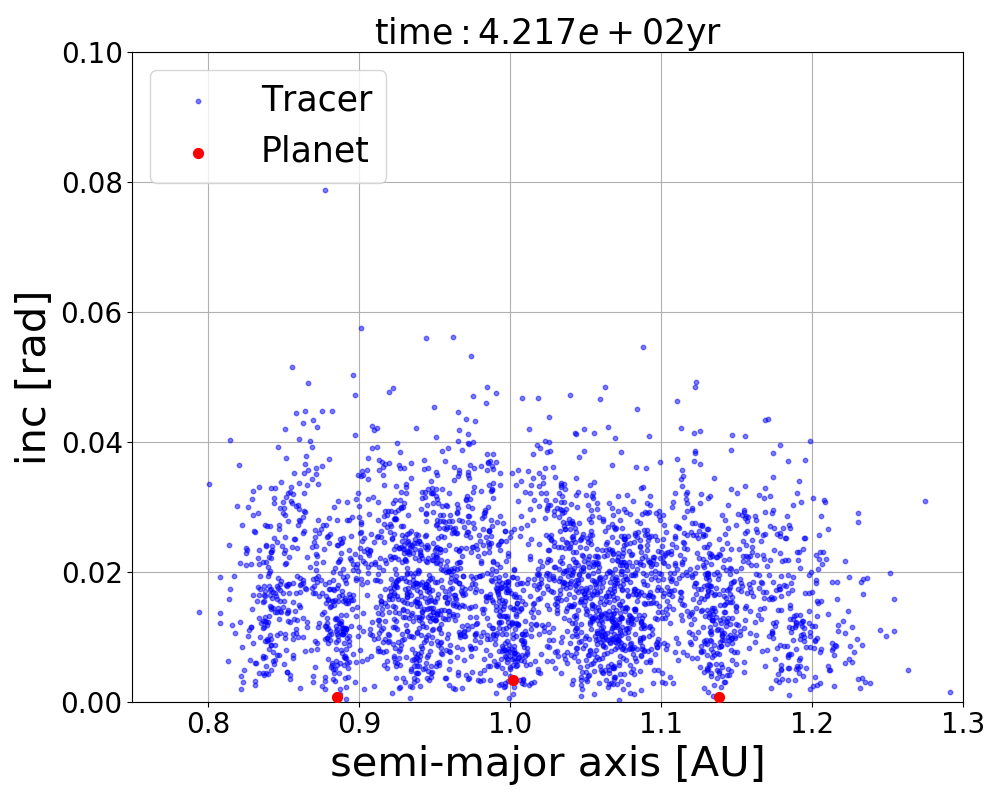 time : 4.217e + 02yr
0.10
0.08
0.06
0.04
0.02
0.00
inc [rad]
Tracer
Planet
0.8 0.9 1.0 1.1 1.2 1.3
semi-major axis [AU]